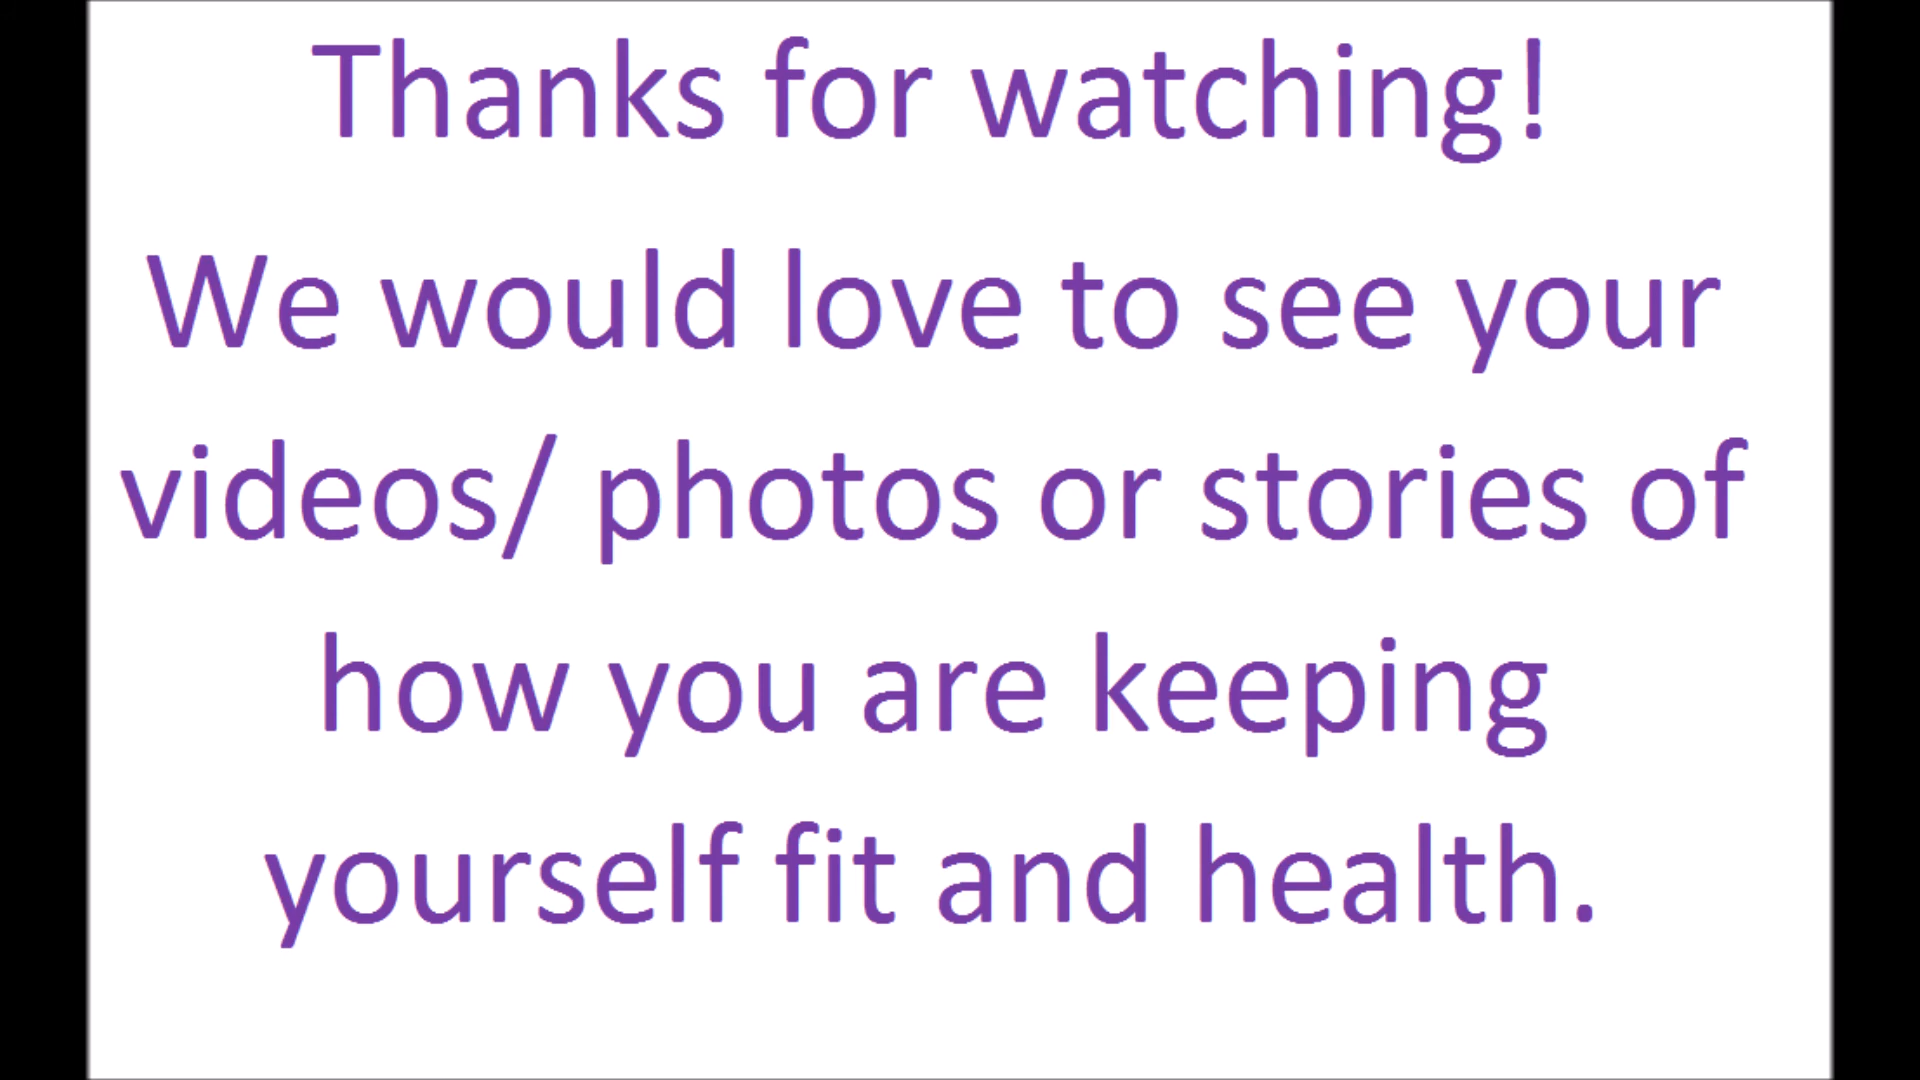 Thanks for watching!
We would love to see your
videos/ photos or stories of
how you are keeping
yourself fit and health.